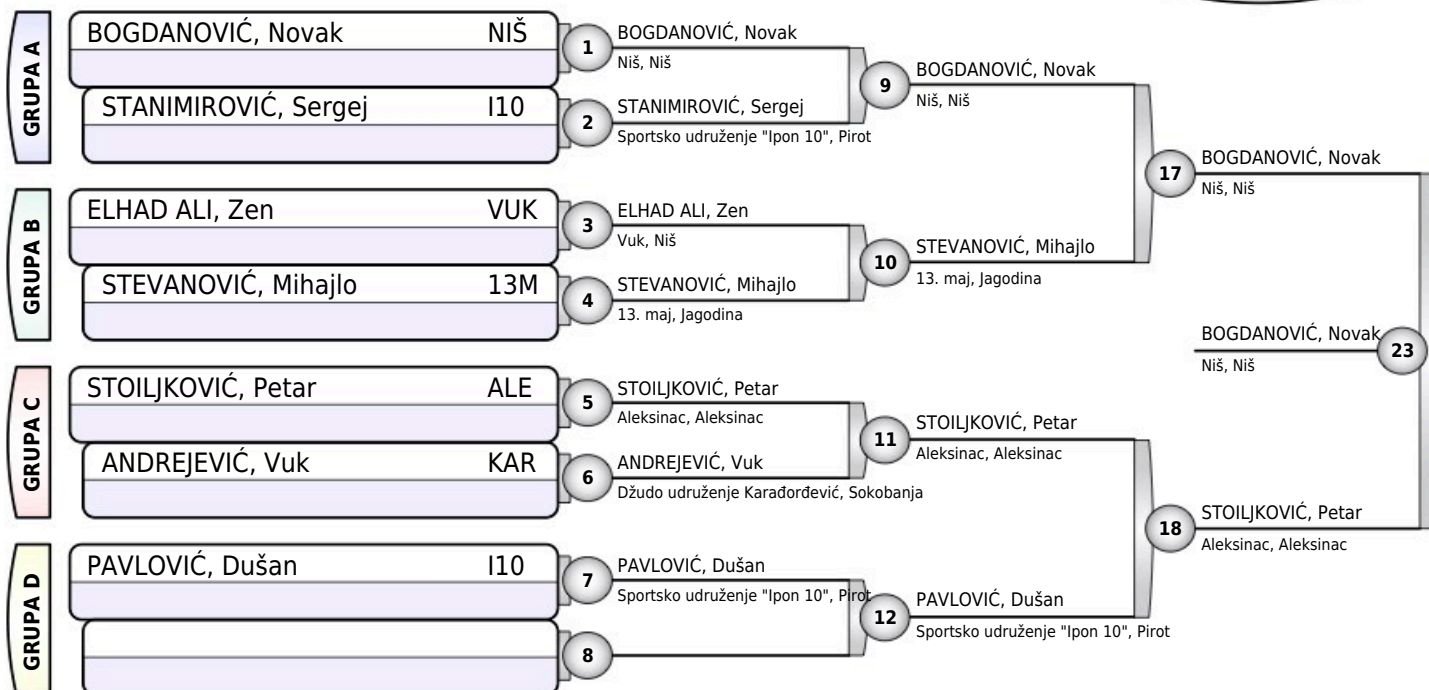 GRUPA A
BOGDANOVIĆ, Novak NIŠ
STANIMIROVIĆ, Sergej I10
1
BOGDANOVIĆ, Novak
Niš, Niš
2
STANIMIROVIĆ, Sergej
Sportsko udruženje "Ipon 10", Pirot
9
BOGDANOVIĆ, Novak
Niš, Niš
GRUPA B
ELHAD ALI, Zen VUK
STEVANOVIĆ, Mihajlo 13M
3
ELHAD ALI, Zen
Vuk, Niš
4
STEVANOVIĆ, Mihajlo
13. maj, Jagodina
10
STEVANOVIĆ, Mihajlo
13. maj, Jagodina
17
BOGDANOVIĆ, Novak
Niš, Niš
BOGDANOVIĆ, Novak
Niš, Niš
23
GRUPA C
STOILJKOVIĆ, Petar ALE
ANDREJEVIĆ, Vuk KAR
5
STOILJKOVIĆ, Petar
Aleksinac, Aleksinac
6
ANDREJEVIĆ, Vuk
Džudo udruženje Karađorđević, Sokobanja
11
STOILJKOVIĆ, Petar
Aleksinac, Aleksinac
GRUPA D
PAVLOVIĆ, Dušan I10
7
PAVLOVIĆ, Dušan
Sportsko udruženje "Ipon 10", Pirot
8
12
PAVLOVIĆ, Dušan
Sportsko udruženje "Ipon 10", Pirot
18
STOILJKOVIĆ, Petar
Aleksinac, Aleksinac